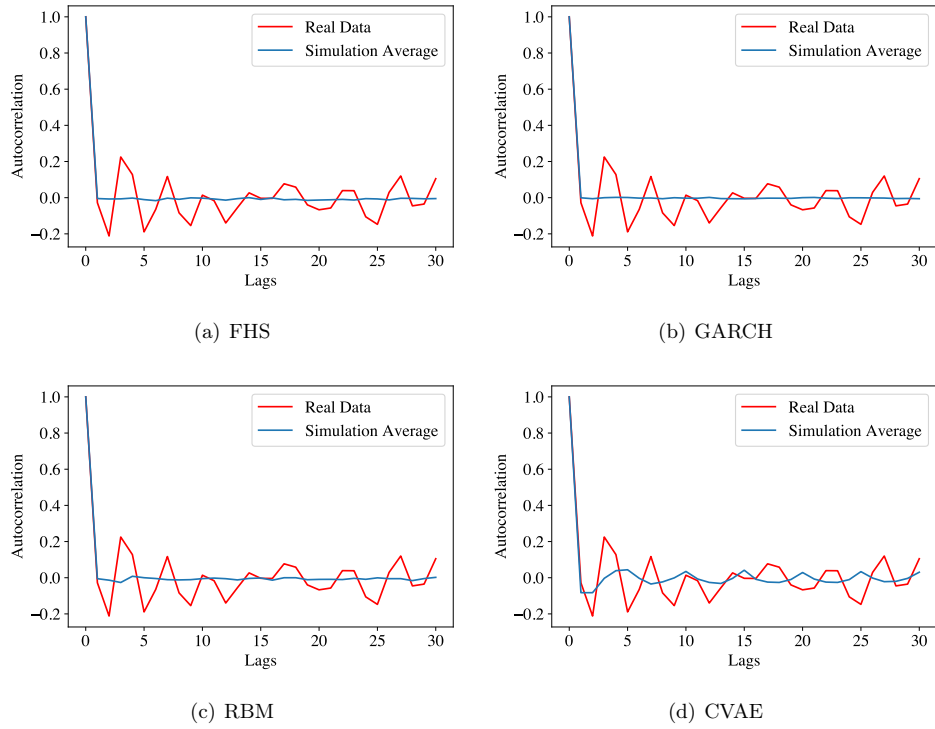 1.0
0.8
0.6
0.4
0.2
0.0
−0.2
Autocorrelation
Real Data
Simulation Average
0 5 10 15 20 25 30
Lags
(a) FHS
1.0
0.8
0.6
0.4
0.2
0.0
−0.2
Autocorrelation
Real Data
Simulation Average
0 5 10 15 20 25 30
Lags
(b) GARCH
1.0
0.8
0.6
0.4
0.2
0.0
−0.2
Autocorrelation
Real Data
Simulation Average
0 5 10 15 20 25 30
Lags
(c) RBM
1.0
0.8
0.6
0.4
0.2
0.0
−0.2
Autocorrelation
Real Data
Simulation Average
0 5 10 15 20 25 30
Lags
(d) CVAE